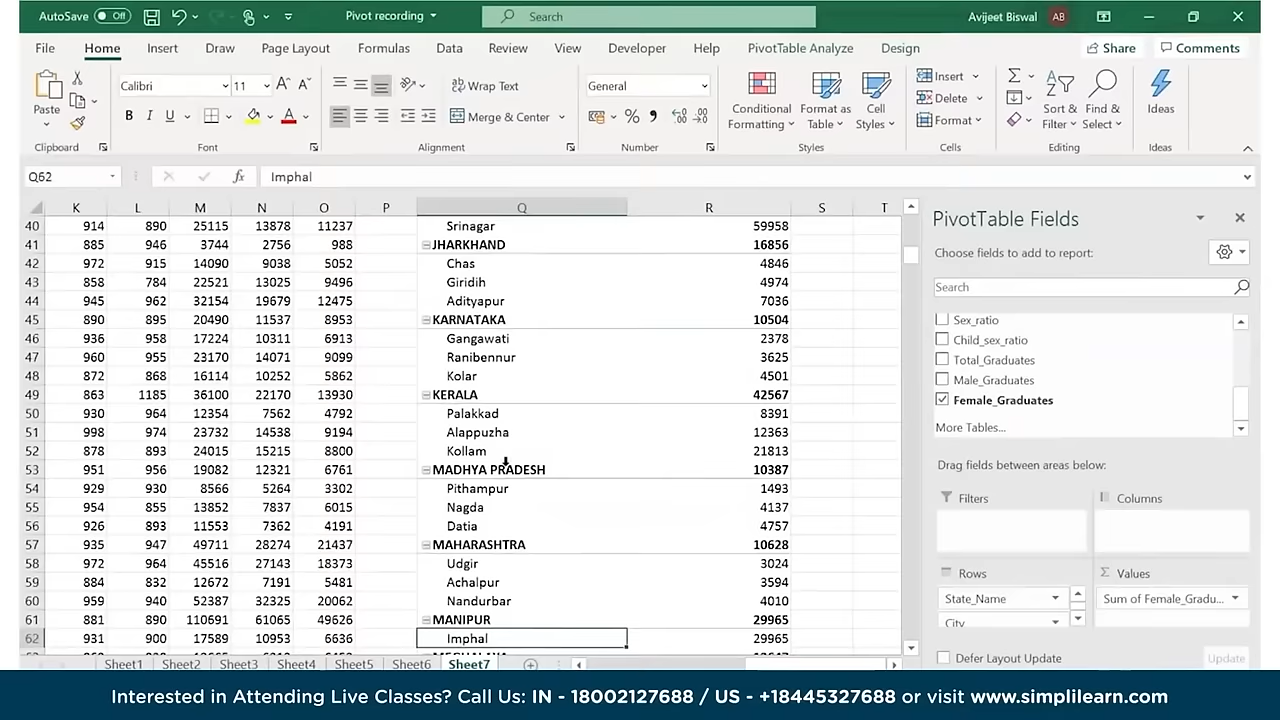 AutoSave Off Pivot recording Search Avijeet Biswal AB
File Home Insert Draw Page Layout Formulas Data Review View Developer Help PivotTable Analyze Design Share Comments
Paste Calibri 11 Wrap Text General Conditional Formatting Format as Table Cell Styles Insert Sort & Filter Find & Select Ideas
B I U Merge & Center % Delete
Format
Clipboard Font Alignment Number Styles Cells Editing Ideas
Q62 fx Imphal
K L M N O P Q R S T
40 914 890 25115 13878 11237 Srinagar 59958
41 885 946 3744 2756 988 JHARKHAND 16856
42 972 915 14090 9038 5052 Chas 4846
43 858 784 22521 13025 9496 Giridih 4974
44 945 962 32154 19679 12475 Adityapur 7036
45 890 895 20490 11537 8953 KARNATAKA 10504
46 936 958 17224 10311 6913 Gangawati 2378
47 960 955 23170 14071 9099 Ranibennur 3625
48 872 868 16114 10252 5862 Kolar 4501
49 863 1185 36100 22170 13930 KERALA 42567
50 930 964 12354 7562 4792 Palakkad 8391
51 998 974 23732 14538 9194 Alappuzha 12363
52 878 893 24015 15215 8800 Kollam 21813
53 951 956 19082 12321 6761 MADHYA PRADESH 10387
54 929 930 8566 5264 3302 Pithampur 1493
55 954 855 13852 7837 6015 Nagda 4137
56 926 893 11553 7362 4191 Datia 4757
57 935 947 49711 28274 21437 MAHARASHTRA 10628
58 972 964 45516 27143 18373 Udgir 3024
59 884 832 12672 7191 5481 Achalpur 3594
60 959 940 52387 32325 20062 Nandurbar 4010
61 881 890 110691 61065 49626 MANIPUR 29965
62 931 900 17589 10953 6636 Imphal 29965
PivotTable Fields
Choose fields to add to report:
Search
Sex_ratio
Child_sex_ratio
Total_Graduates
Male_Graduates
Female_Graduates
More Tables...
Drag fields between areas below:
Filters Columns
Rows Values
State_Name Sum of Female_Gradu...
City
Defer Layout Update Update
Sheet1 Sheet2 Sheet3 Sheet4 Sheet5 Sheet6 Sheet7
Interested in Attending Live Classes? Call Us: IN - 18002127688 / US - +18445327688 or visit www.simplilearn.com